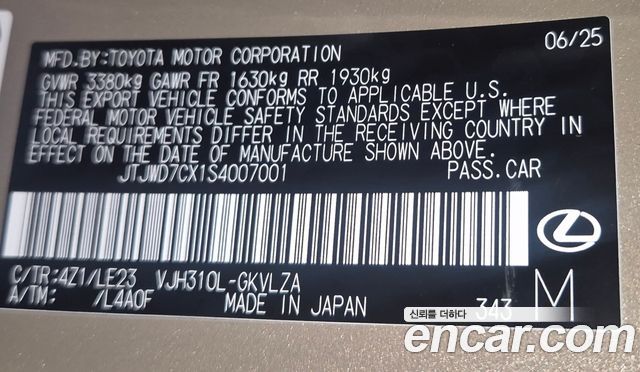 MFD.BY:TOYOTA MOTOR CORPORATION 06/25
GVWR 3380kg GAWR FR 1630kg RR 1930kg
THIS EXPORT VEHICLE CONFORMS TO APPLICABLE U.S.
FEDERAL MOTOR VEHICLE SAFETY STANDARDS EXCEPT WHERE
LOCAL REQUIREMENTS DIFFER IN THE RECEIVING COUNTRY IN
EFFECT ON THE DATE OF MANUFACTURE SHOWN ABOVE.
JTJWD7CX1S4007001 PASS.CAR
C/TR:4Z1/LE23 VJH310L-GKVLZA
A/TM: /L4A0F MADE IN JAPAN 343 M
신뢰를 더하다
encar.com